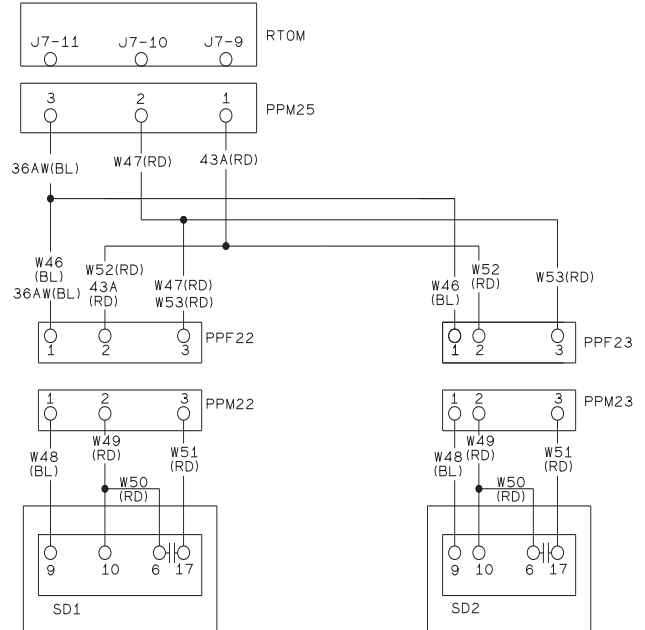 RTOM
J7-11 J7-10 J7-9
3 2 1
PPM25
36AW(BL) W47(RD) 43A(RD)
W46
(BL)
36AW(BL)
W52(RD)
43A
(RD)
W47(RD)
W53(RD)
W46
(BL)
W52
(RD)
W53(RD)
1 2 3
PPF22
1 2 3
PPF23
1 2 3
PPM22
1 2 3
PPM23
W48
(BL)
W49
(RD)
W51
(RD)
W50
(RD)
W48
(BL)
W49
(RD)
W51
(RD)
W50
(RD)
9 10 6 17
SD1
9 10 6 17
SD2